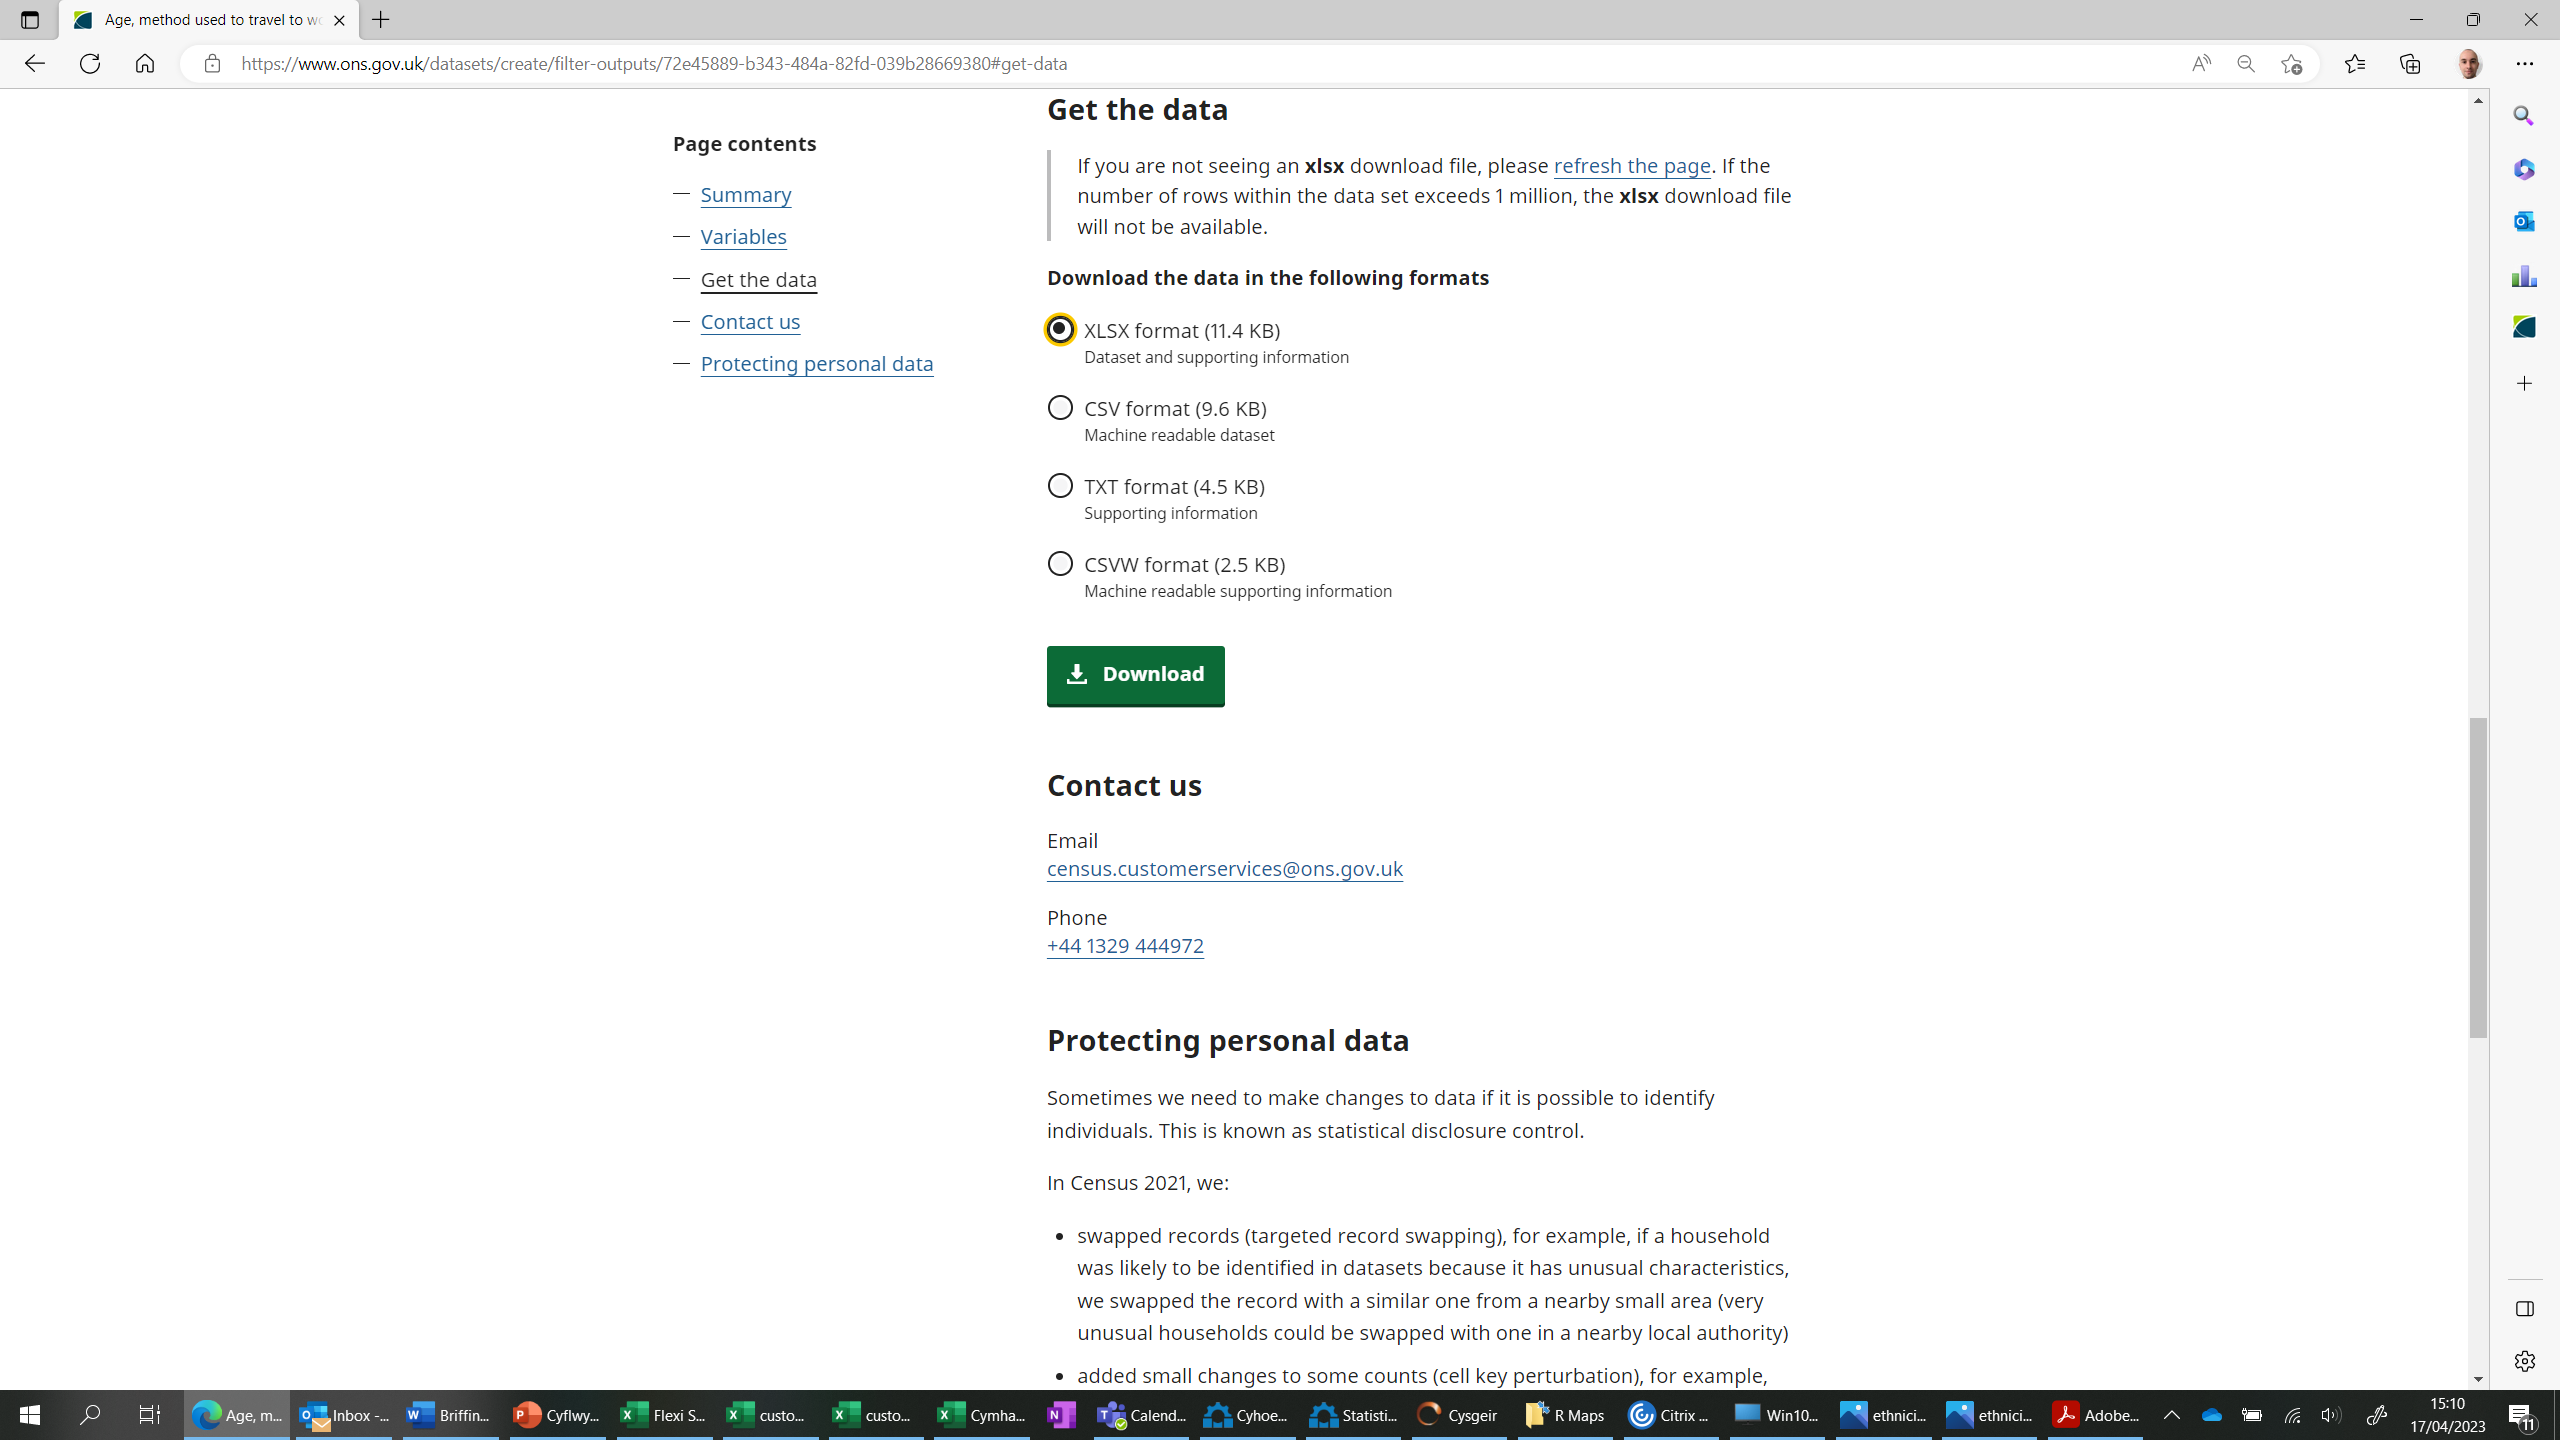 Age, method used to travel to wo
https://www.ons.gov.uk/datasets/create/filter-outputs/72e45889-b343-484a-82fd-039b28669380#get-data
Page contents
Summary
Variables
Get the data
Contact us
Protecting personal data
Get the data
If you are not seeing an xlsx download file, please refresh the page. If the
number of rows within the data set exceeds 1 million, the xlsx download file
will not be available.
Download the data in the following formats
XLSX format (11.4 KB)
Dataset and supporting information
CSV format (9.6 KB)
Machine readable dataset
TXT format (4.5 KB)
Supporting information
CSVW format (2.5 KB)
Machine readable supporting information
Download
Contact us
Email
census.customerservices@ons.gov.uk
Phone
+44 1329 444972
Protecting personal data
Sometimes we need to make changes to data if it is possible to identify
individuals. This is known as statistical disclosure control.
In Census 2021, we:
• swapped records (targeted record swapping), for example, if a household
was likely to be identified in datasets because it has unusual characteristics,
we swapped the record with a similar one from a nearby small area (very
unusual households could be swapped with one in a nearby local authority)
• added small changes to some counts (cell key perturbation), for example,
Age, m... Inbox -... Briffin... Cyflwy... Flexi S... custo... custo... Cymha... Calend... Cyhoe... Statisti... Cysgeir R Maps Citrix ... Win10... ethnici... ethnici... Adobe... 15:10
17/04/2023 11